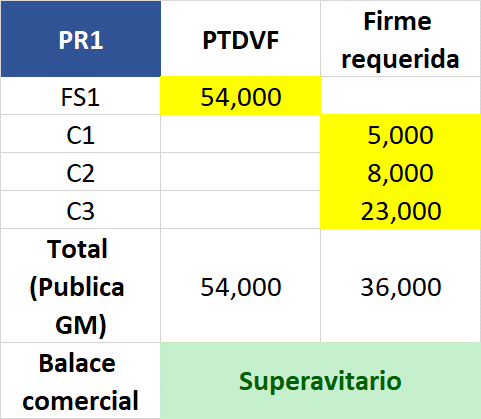 PR1 PTDVF Firme
requerida
FS1 54,000
C1 5,000
C2 8,000
C3 23,000
Total
(Publica 54,000 36,000
GM)
Balace
comercial Superavitario